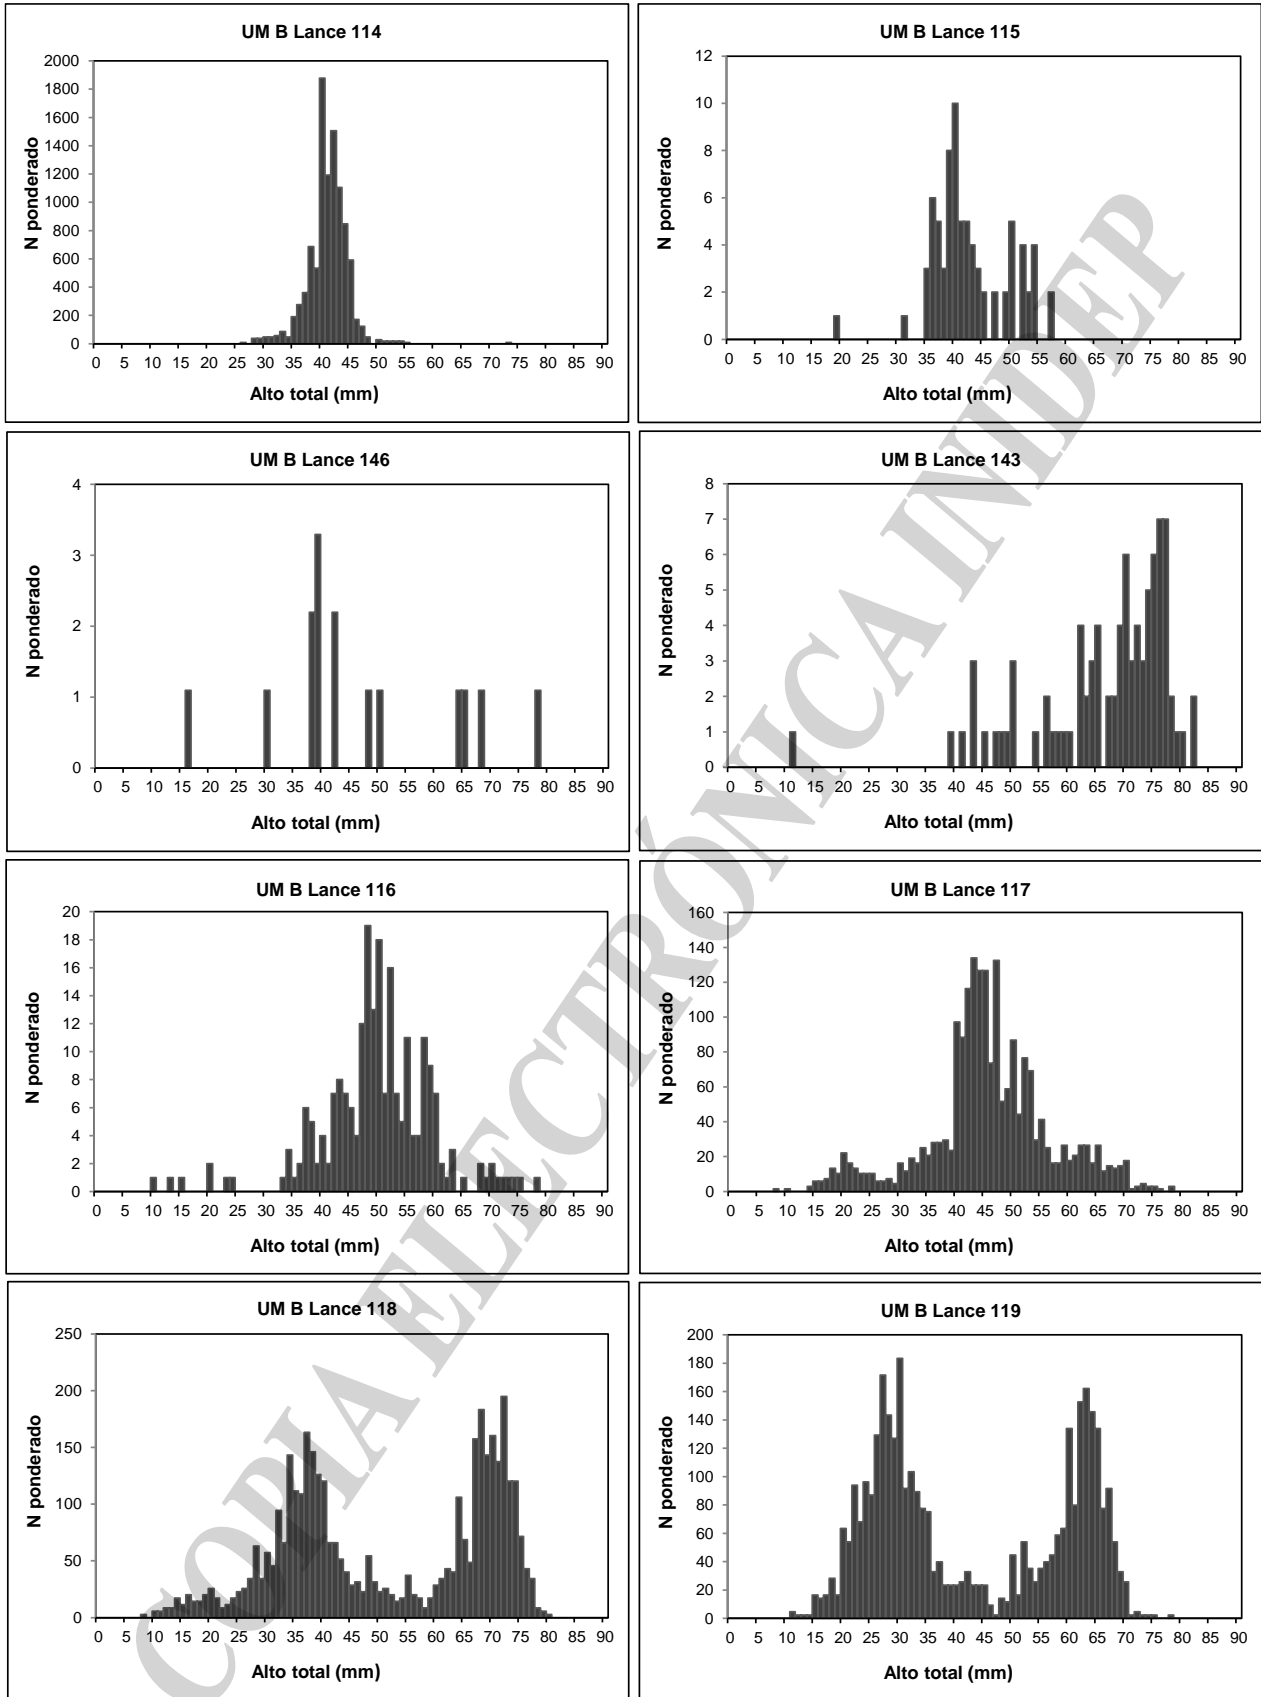 UM B Lance 114
2000
1800
1600
1400
1200
1000
800
600
400
200
0
N ponderado
0 5 10 15 20 25 30 35 40 45 50 55 60 65 70 75 80 85 90
Alto total (mm)
UM B Lance 115
12
10
8
6
4
2
0
N ponderado
0 5 10 15 20 25 30 35 40 45 50 55 60 65 70 75 80 85 90
Alto total (mm)
UM B Lance 146
4
3
2
1
0
N ponderado
0 5 10 15 20 25 30 35 40 45 50 55 60 65 70 75 80 85 90
Alto total (mm)
UM B Lance 143
8
7
6
5
4
3
2
1
0
N ponderado
0 5 10 15 20 25 30 35 40 45 50 55 60 65 70 75 80 85 90
Alto total (mm)
UM B Lance 116
20
18
16
14
12
10
8
6
4
2
0
N ponderado
0 5 10 15 20 25 30 35 40 45 50 55 60 65 70 75 80 85 90
Alto total (mm)
UM B Lance 117
160
140
120
100
80
60
40
20
0
N ponderado
0 5 10 15 20 25 30 35 40 45 50 55 60 65 70 75 80 85 90
Alto total (mm)
UM B Lance 118
250
200
150
100
50
0
N ponderado
0 5 10 15 20 25 30 35 40 45 50 55 60 65 70 75 80 85 90
Alto total (mm)
UM B Lance 119
200
180
160
140
120
100
80
60
40
20
0
N ponderado
0 5 10 15 20 25 30 35 40 45 50 55 60 65 70 75 80 85 90
Alto total (mm)
COPIA ELECTRÓNICA INIDEP